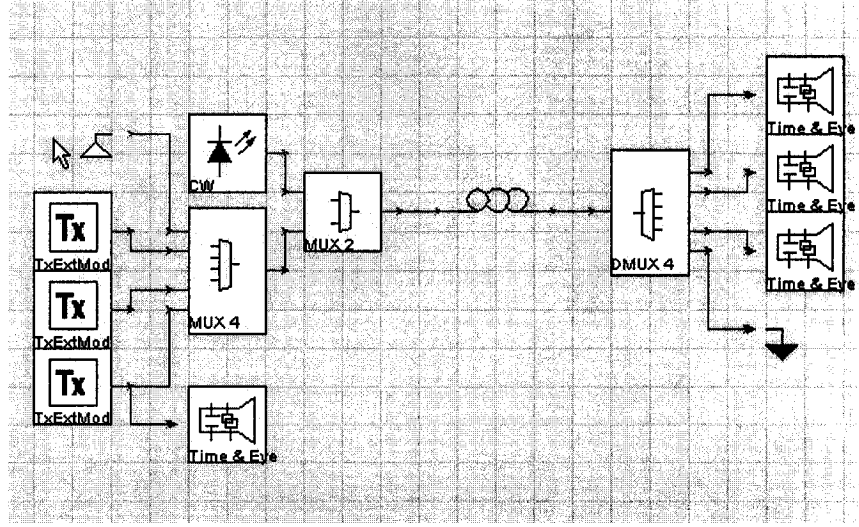 Time & Eye
CW
Time & Eye
Tx
TxExtMod
MUX 2
DMUX 4
Time & Eye
Tx
TxExtMod
MUX 4
Tx
TxExtMod
Time & Eye